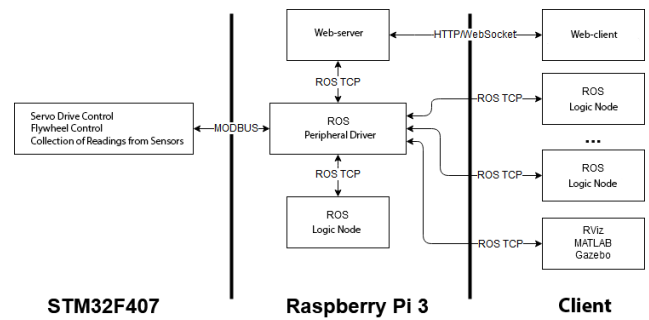 Web-server
HTTP/WebSocket
Web-client
ROS TCP
ROS TCP
ROS
Logic Node
Servo Drive Control
Flywheel Control
Collection of Readings from Sensors
MODBUS
ROS
Peripheral Driver
...
ROS TCP
ROS TCP
ROS
Logic Node
ROS
Logic Node
ROS TCP
RViz
MATLAB
Gazebo
STM32F407
Raspberry Pi 3
Client